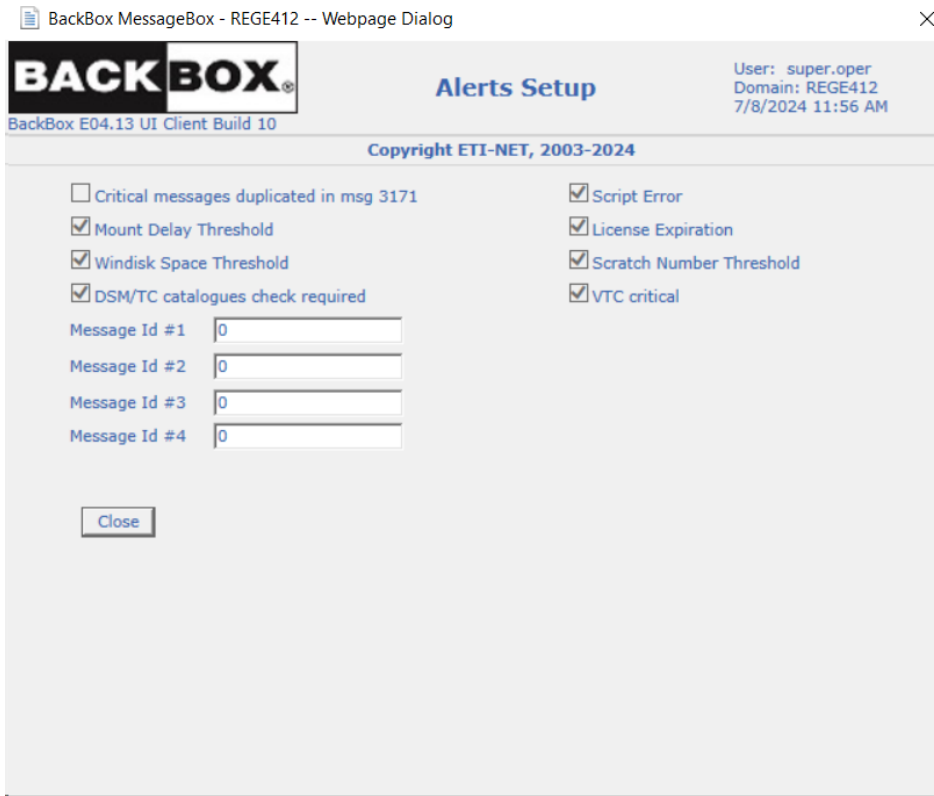 BackBox MessageBox - REGE412 -- Webpage Dialog
BACKBOX®
Alerts Setup
User: super.oper
Domain: REGE412
7/8/2024 11:56 AM
BackBox E04.13 UI Client Build 10
Copyright ETI-NET, 2003-2024
Critical messages duplicated in msg 3171
Script Error
Mount Delay Threshold
License Expiration
Windisk Space Threshold
Scratch Number Threshold
DSM/TC catalogues check required
VTC critical
Message Id #1 0
Message Id #2 0
Message Id #3 0
Message Id #4 0
Close